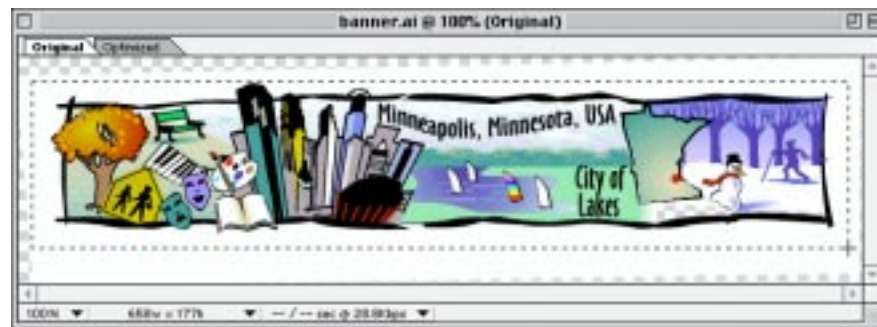 banner.ai @ 100% (Original)
Original Optimized
Minneapolis, Minnesota, USA
City of
Lakes
100% 658w x 177h -- / -- sec @ 28.8Kbps